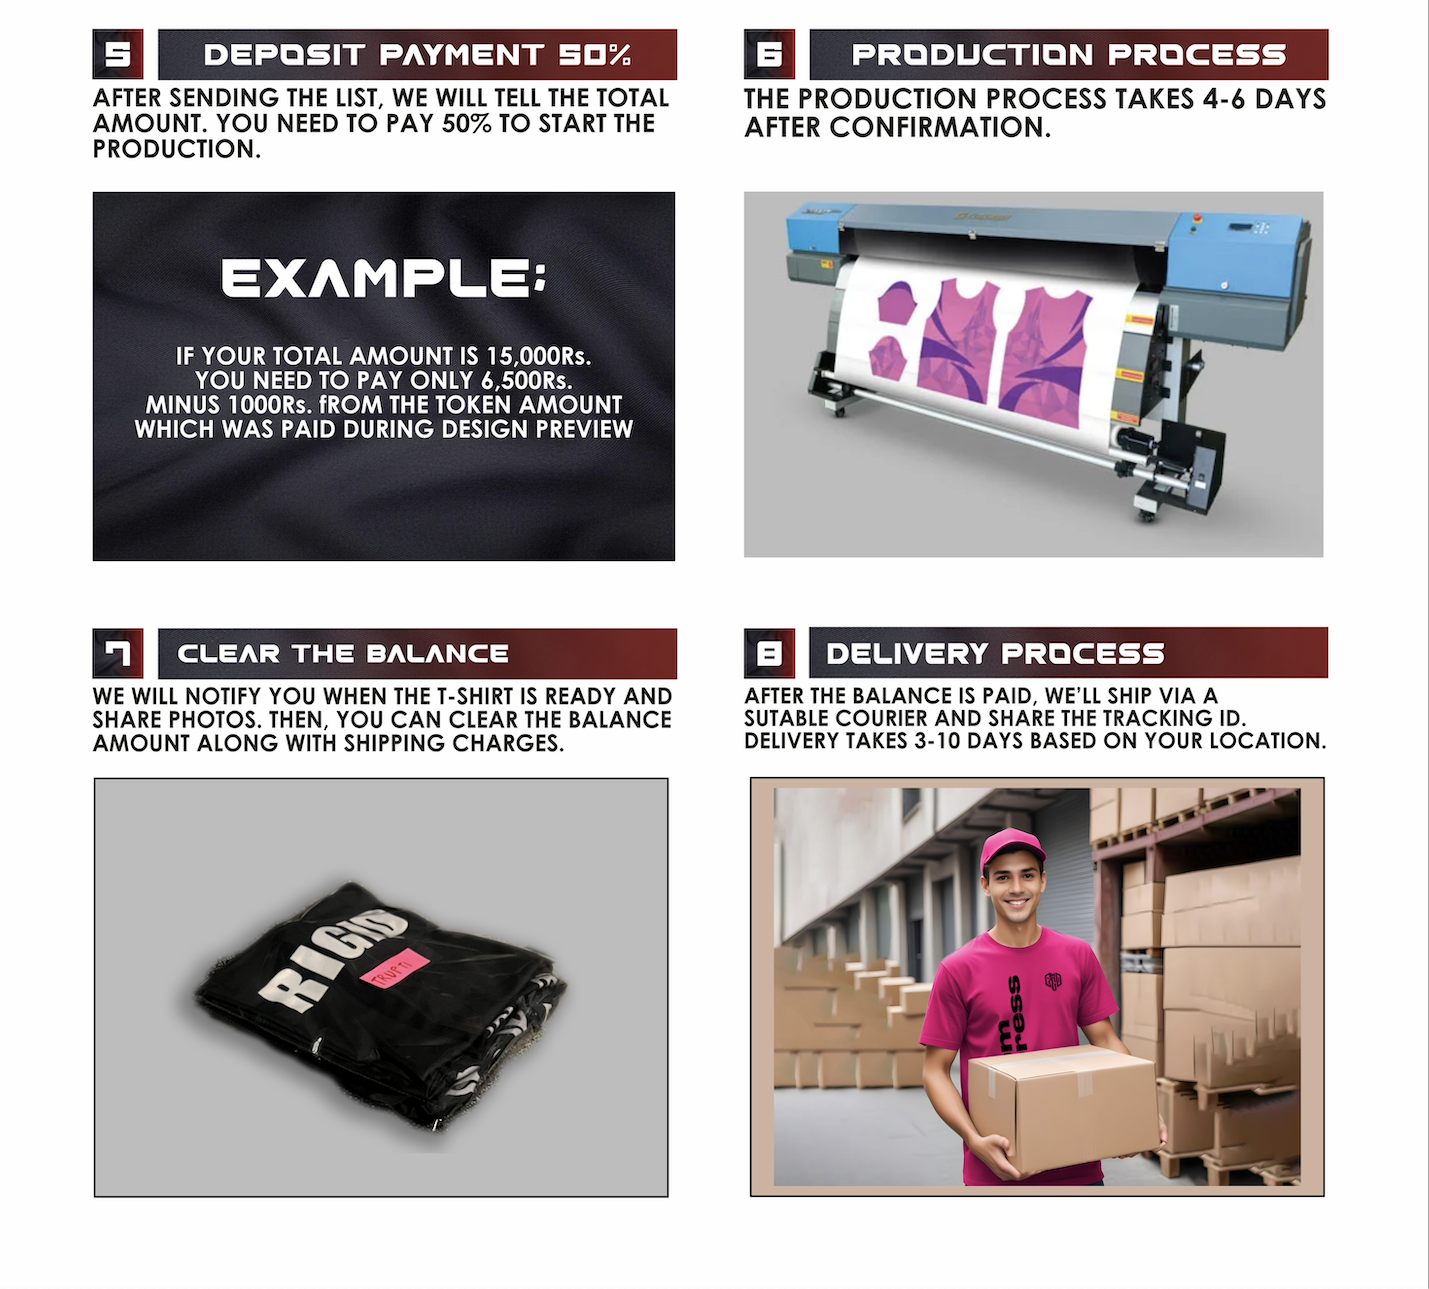 5 DEPOSIT PAYMENT 50%
AFTER SENDING THE LIST, WE WILL TELL THE TOTAL
AMOUNT. YOU NEED TO PAY 50% TO START THE
PRODUCTION.
EXAMPLE:
IF YOUR TOTAL AMOUNT IS 15,000Rs.
YOU NEED TO PAY ONLY 6,500Rs.
MINUS 1000Rs. fROM THE TOKEN AMOUNT
WHICH WAS PAID DURING DESIGN PREVIEW
6 PRODUCTION PROCESS
THE PRODUCTION PROCESS TAKES 4-6 DAYS
AFTER CONFIRMATION.
7 CLEAR THE BALANCE
WE WILL NOTIFY YOU WHEN THE T-SHIRT IS READY AND
SHARE PHOTOS. THEN, YOU CAN CLEAR THE BALANCE
AMOUNT ALONG WITH SHIPPING CHARGES.
RIGID
TRUPTI
8 DELIVERY PROCESS
AFTER THE BALANCE IS PAID, WE'LL SHIP VIA A
SUTABLE COURIER AND SHARE THE TRACKING ID.
DELIVERY TAKES 3-10 DAYS BASED ON YOUR LOCATION.
om
ress